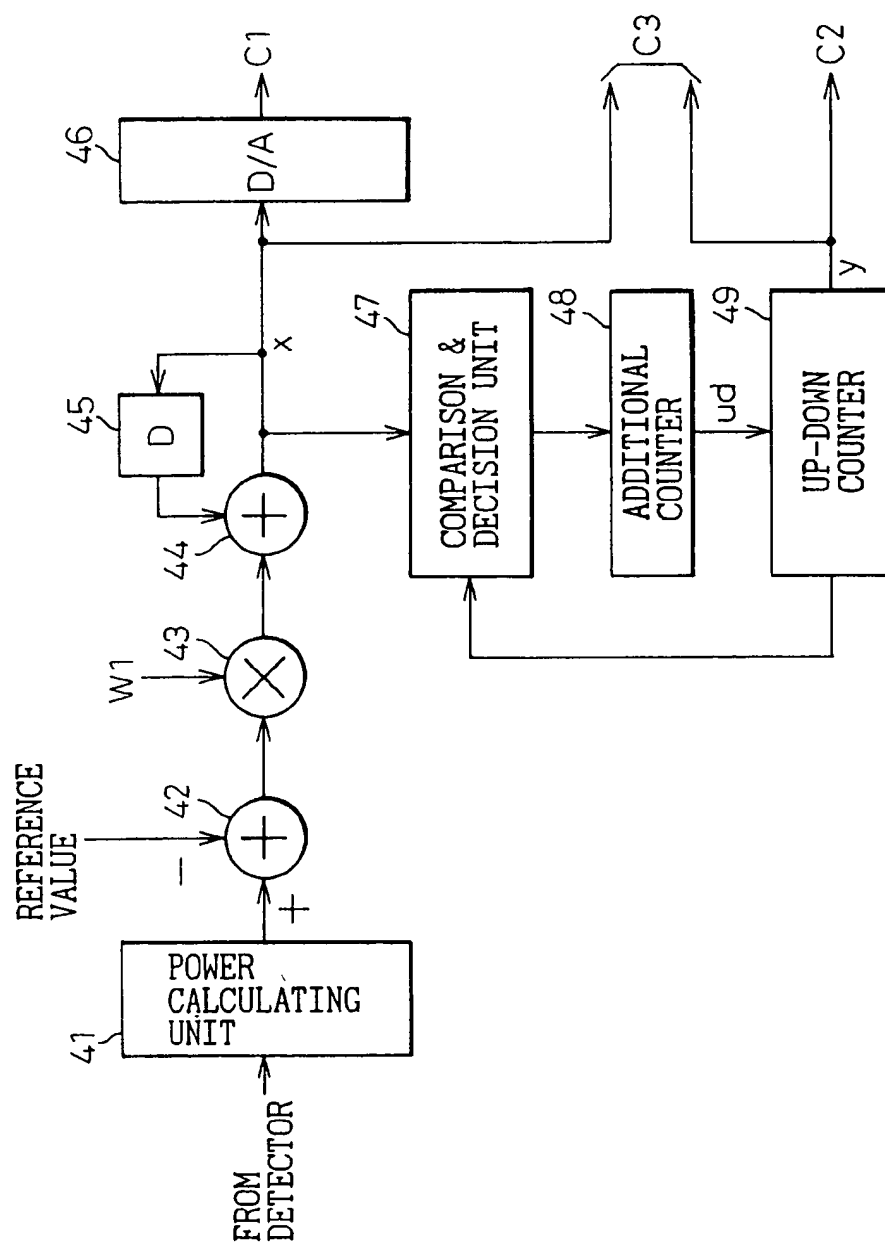 FROM
DETECTOR
41
POWER
CALCULATING
UNIT
+
REFERENCE
VALUE
−
42
+
W1
43
×
44
+
45
D
x
46
D/A
C1
47
COMPARISON &
DECISION UNIT
48
ADDITIONAL
COUNTER
ud
49
UP-DOWN
COUNTER
y
C3
C2